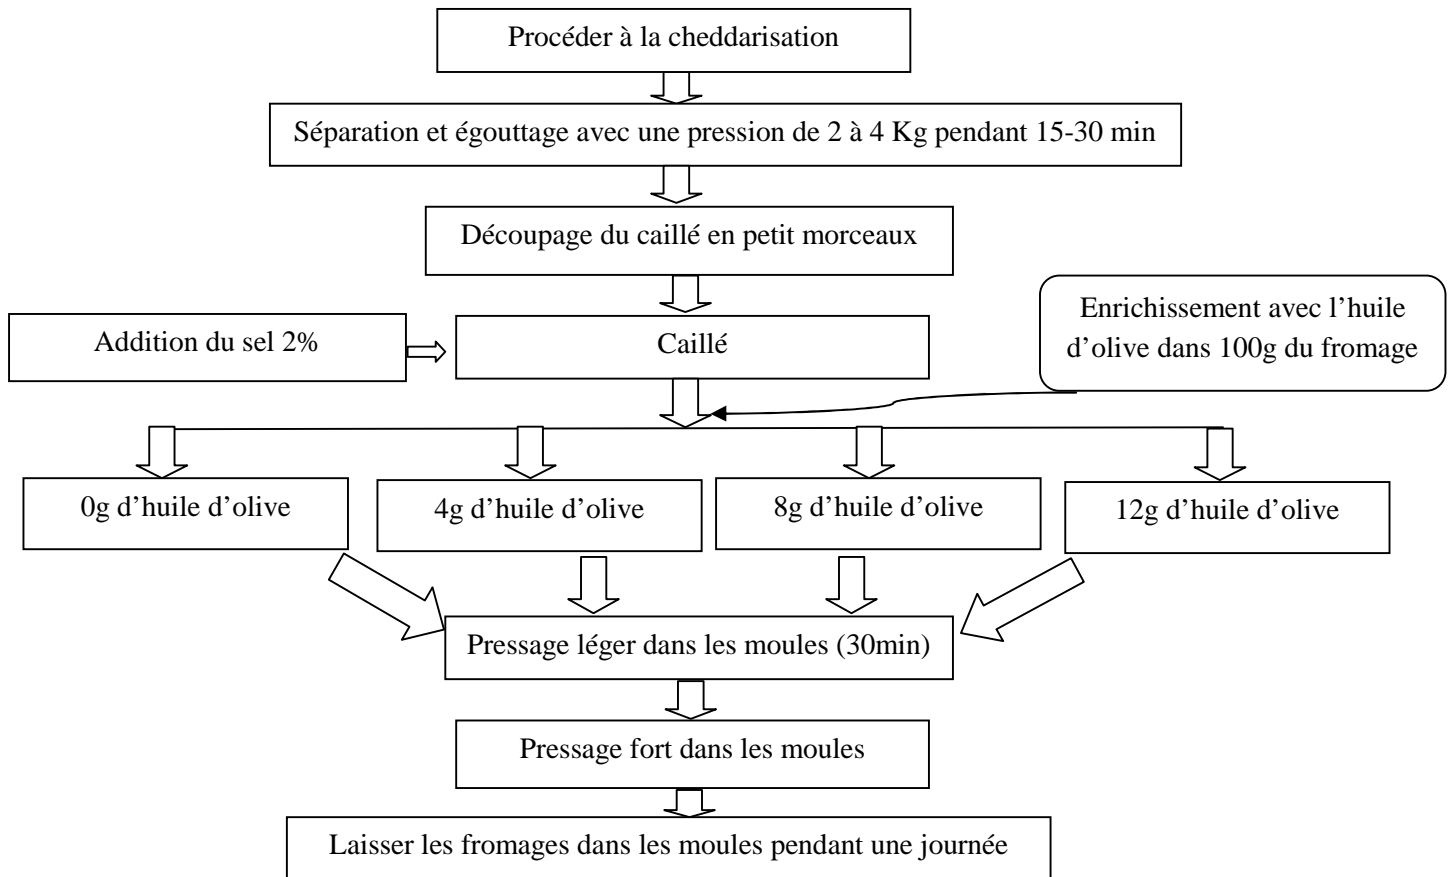 Procéder à la cheddarisation
Séparation et égouttage avec une pression de 2 à 4 Kg pendant 15-30 min
Découpage du caillé en petit morceaux
Enrichissement avec l’huile
d’olive dans 100g du fromage
Addition du sel 2%
Caillé
0g d’huile d’olive
4g d’huile d’olive
8g d’huile d’olive
12g d’huile d’olive
Pressage léger dans les moules (30min)
Pressage fort dans les moules
Laisser les fromages dans les moules pendant une journée